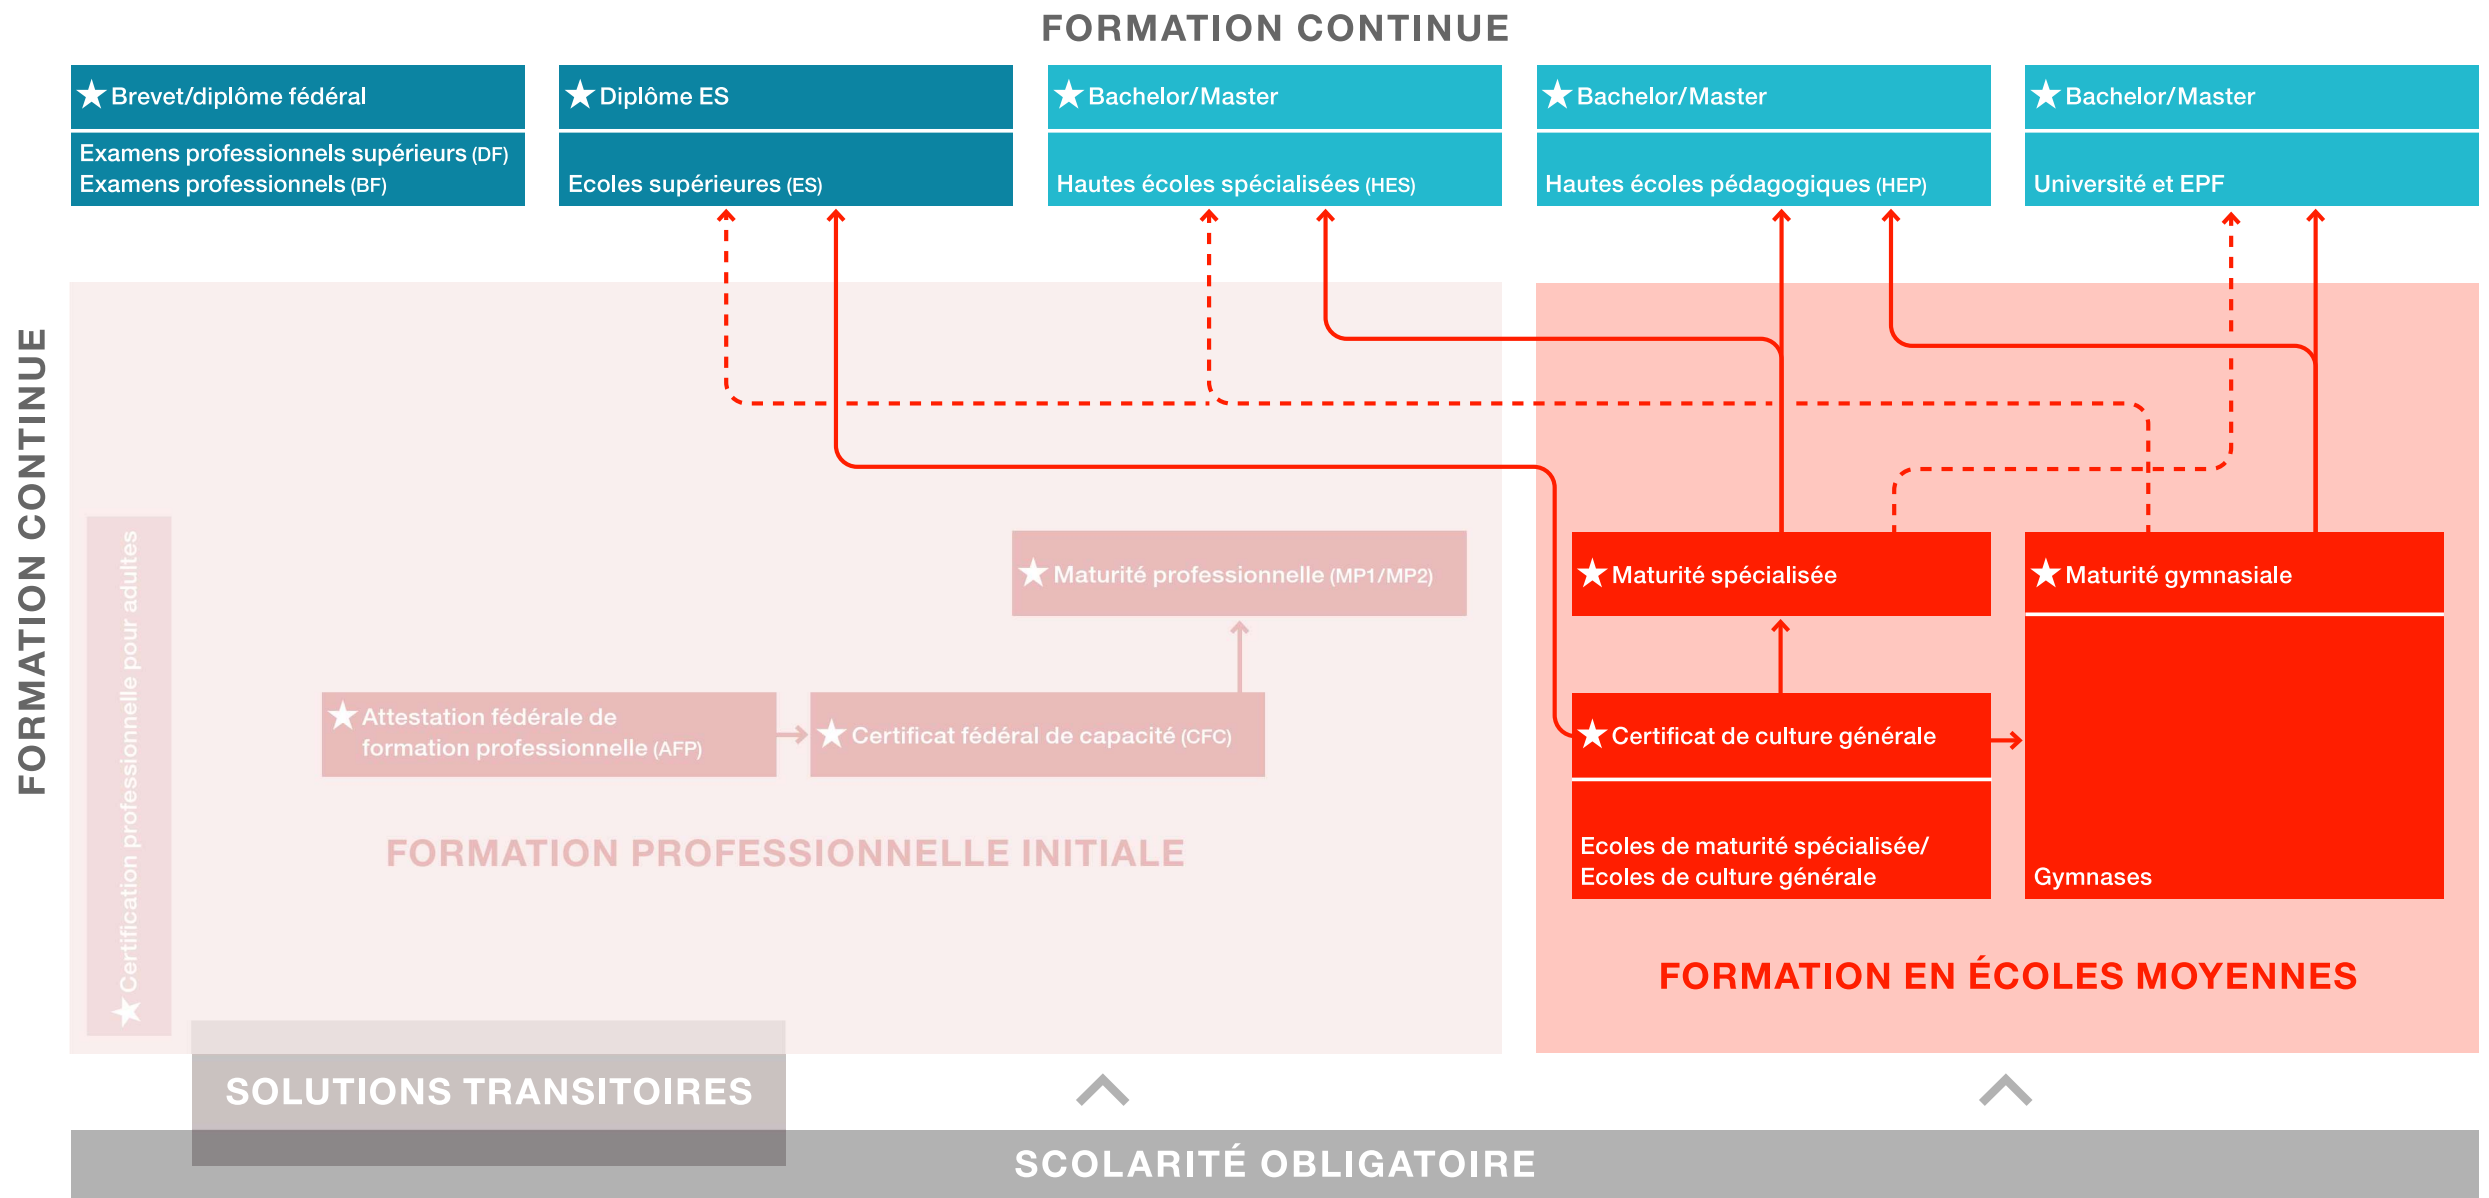 FORMATION CONTINUE
Brevet/diplôme fédéral
Examens professionnels supérieurs (DF)
Examens professionnels (BF)
Diplôme ES
Ecoles supérieures (ES)
Bachelor/Master
Hautes écoles spécialisées (HES)
Bachelor/Master
Hautes écoles pédagogiques (HEP)
Bachelor/Master
Université et EPF
FORMATION CONTINUE
Certification professionnelle pour adultes
Maturité professionnelle (MP1/MP2)
Attestation fédérale de
formation professionnelle (AFP)
Certificat fédéral de capacité (CFC)
FORMATION PROFESSIONNELLE INITIALE
Maturité spécialisée
Maturité gymnasiale
Certificat de culture générale
Ecoles de maturité spécialisée/
Ecoles de culture générale
Gymnases
FORMATION EN ÉCOLES MOYENNES
SOLUTIONS TRANSITOIRES
SCOLARITÉ OBLIGATOIRE